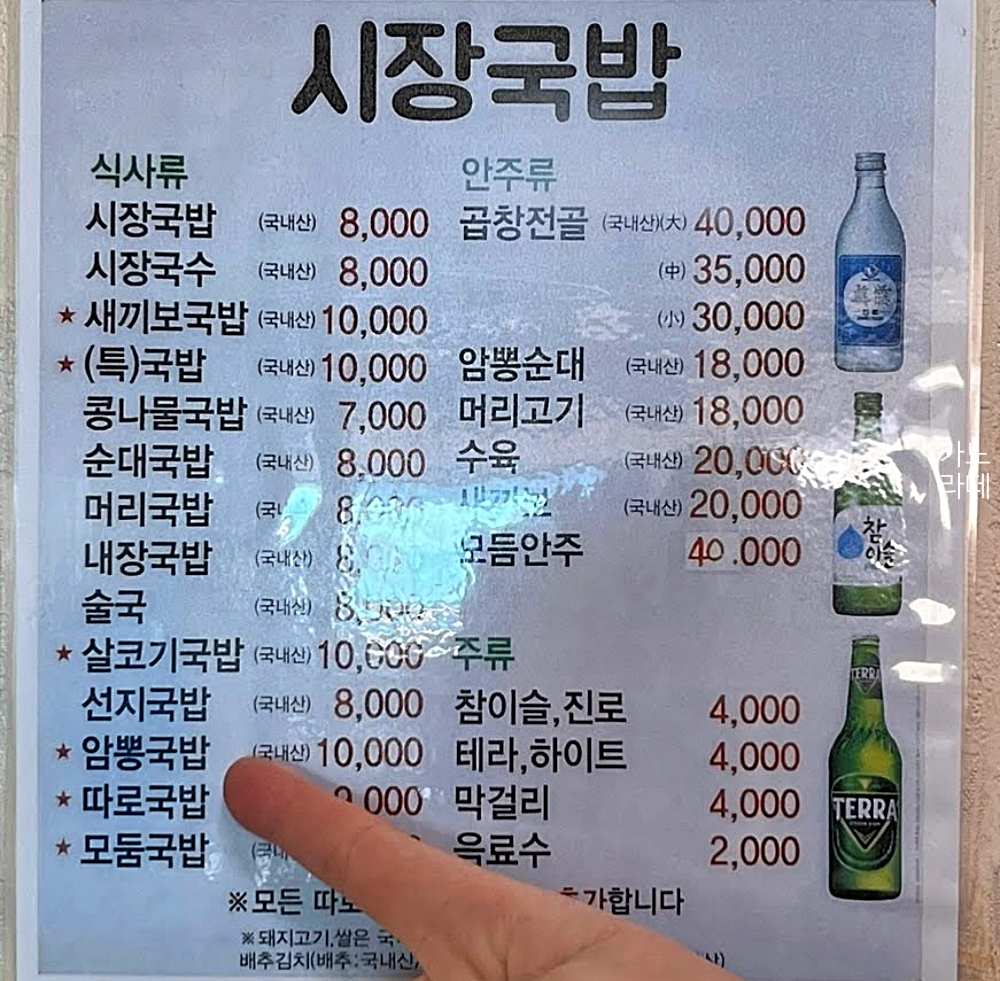 시장국밥
식사류
시장국밥 (국내산) 8,000
시장국수 (국내산) 8,000
★ 새끼보국밥 (국내산) 10,000
★ (특)국밥 (국내산) 10,000
콩나물국밥 (국내산) 7,000
순대국밥 (국내산) 8,000
머리국밥
내장국밥
술국 (국내산) 8,000
★ 살코기국밥 (국내산) 10,000
선지국밥 (국내산) 8,000
★ 암뽕국밥 (국내산) 10,000
★ 따로국밥
★ 모둠국밥
안주류
곱창전골 (국내산)(大) 40,000
(中) 35,000
(小) 30,000
암뽕순대 (국내산) 18,000
머리고기 (국내산) 18,000
수육 (국내산) 20,000
(국내산) 20,000
모듬안주 40.000
주류
참이슬,진로 4,000
테라,하이트 4,000
막걸리 4,000
음료수 2,000
※모든 추가합니다
※돼지고기,쌀은
배추김치(배추:국내산)
참
이슬
TERRA
TERRA